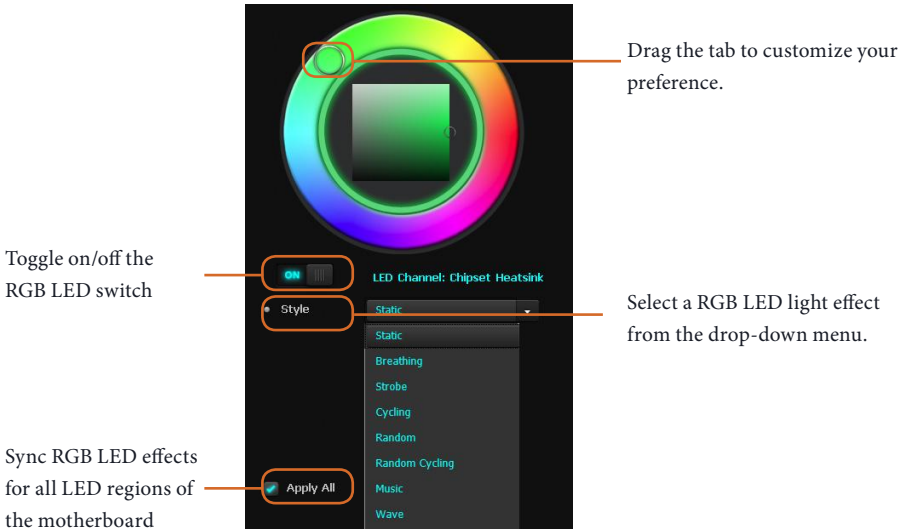 Drag the tab to customize your
preference.
Toggle on/off the
RGB LED switch
ON
LED Channel: Chipset Heatsink
Style
Static
Select a RGB LED light effect
from the drop-down menu.
Static
Breathing
Strobe
Cycling
Random
Random Cycling
Music
Wave
Sync RGB LED effects
for all LED regions of
the motherboard
Apply All